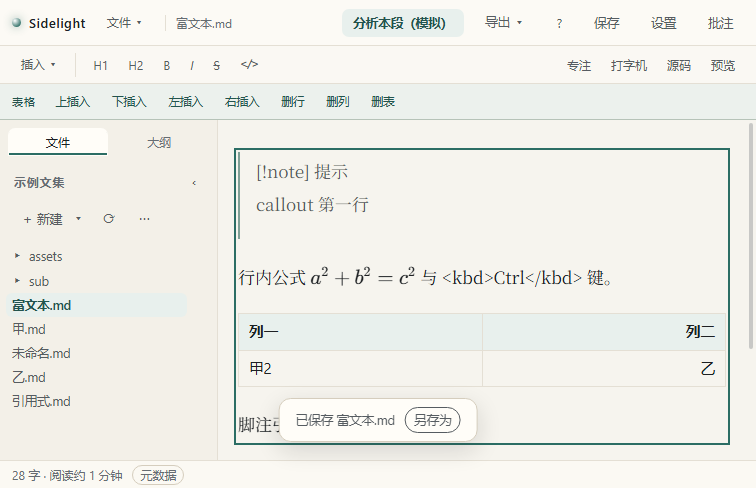 Sidelight 文件 富文本.md 分析本段（模拟） 导出 ? 保存 设置 批注
插入 H1 H2 B I S </> 专注 打字机 源码 预览
表格 上插入 下插入 左插入 右插入 删行 删列 删表
文件 大纲
示例文集
+ 新建 ...
assets
sub
富文本.md
甲.md
未命名.md
乙.md
引用式.md
[!note] 提示
callout 第一行
行内公式 a² + b² = c² 与 <kbd>Ctrl</kbd> 键。
列一 列二
甲2 乙
脚注
已保存 富文本.md 另存为
28 字 · 阅读约 1 分钟 元数据